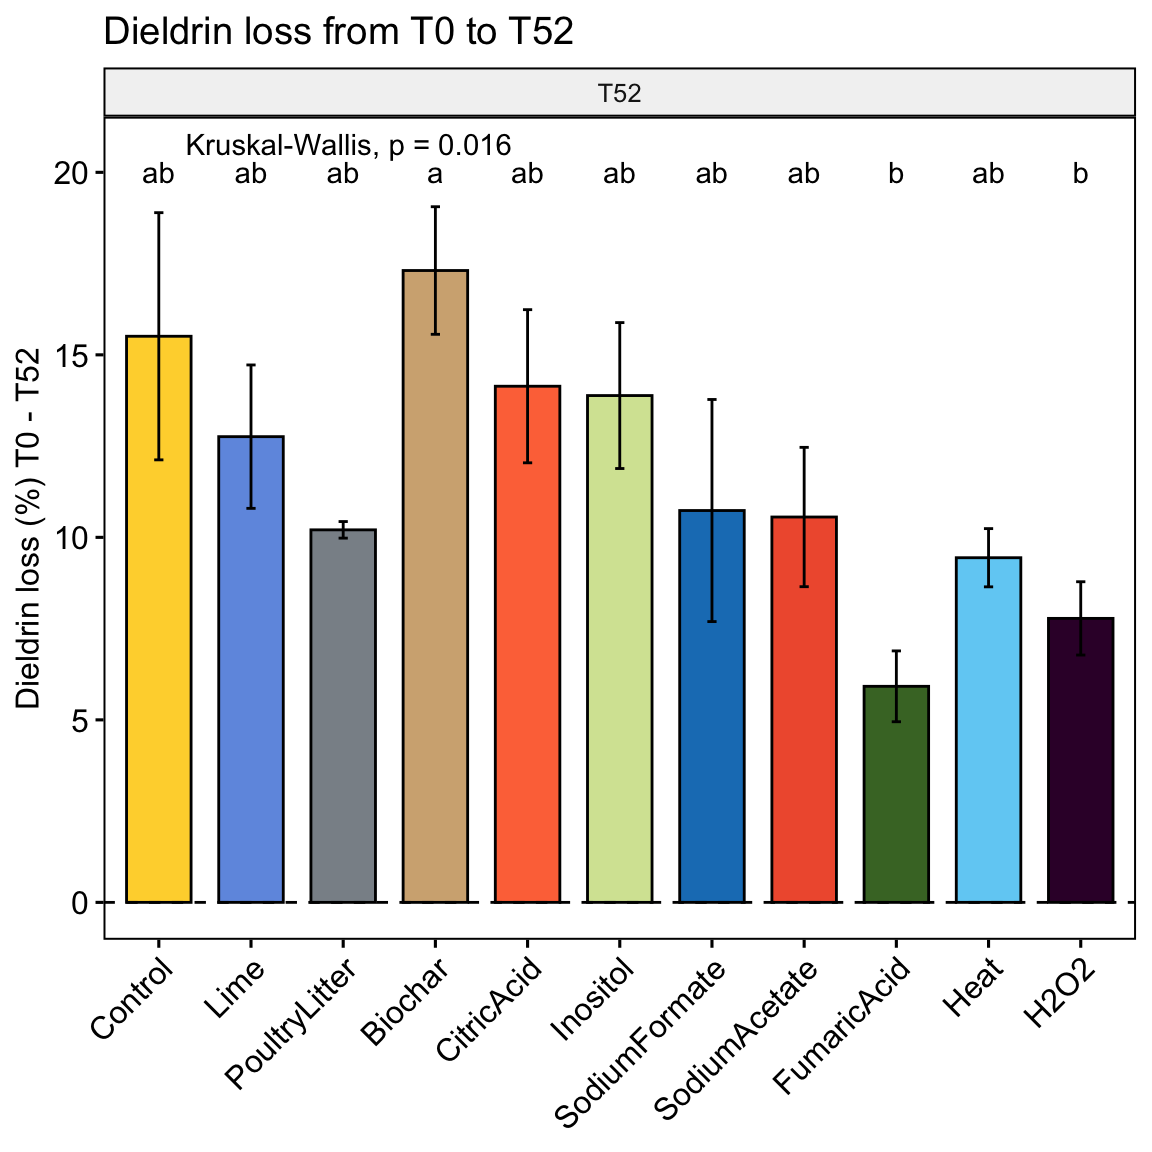 Dieldrin loss from T0 to T52
T52
Kruskal-Wallis, p = 0.016
ab ab ab a ab ab ab ab b ab b
Dieldrin loss (%) T0 - T52
20
15
10
5
0
Control Lime PoultryLitter Biochar CitricAcid Inositol SodiumFormate SodiumAcetate FumaricAcid Heat H2O2